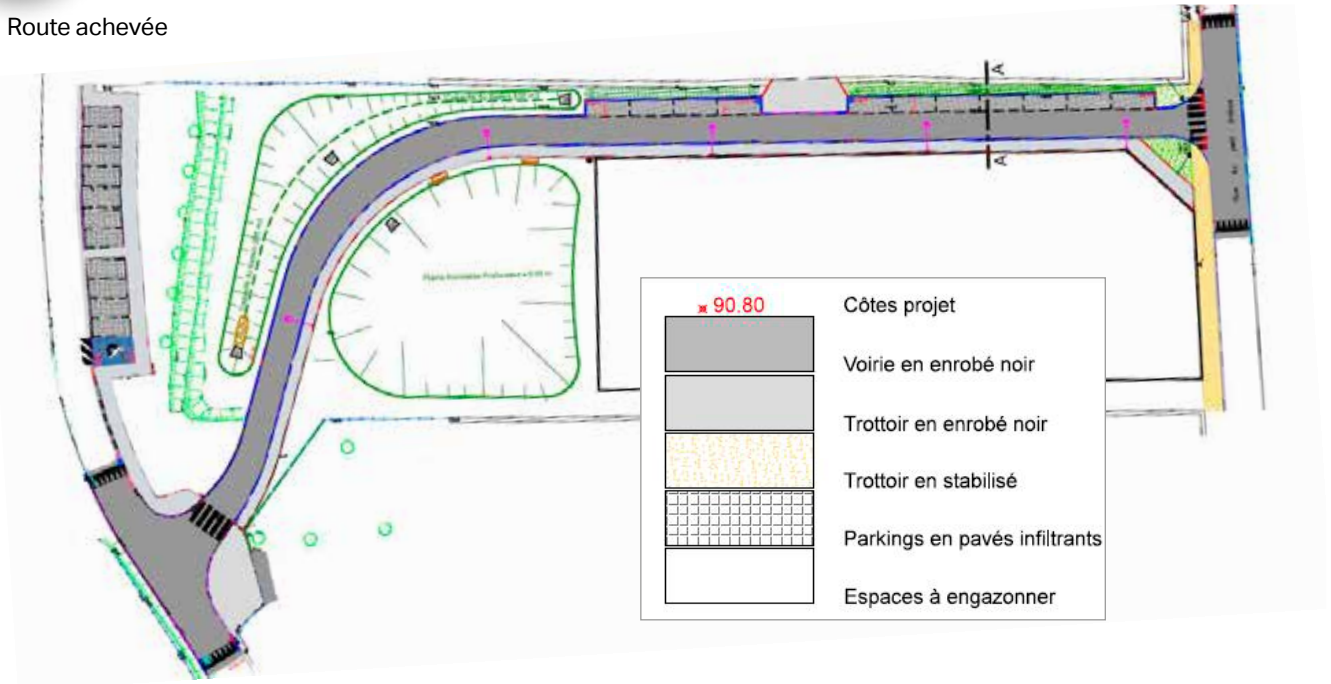 Route achevée
A
A
90.80
Côtes projet
Voirie en enrobé noir
Trottoir en enrobé noir
Trottoir en stabilisé
Parkings en pavés infiltrants
Espaces à engazonner